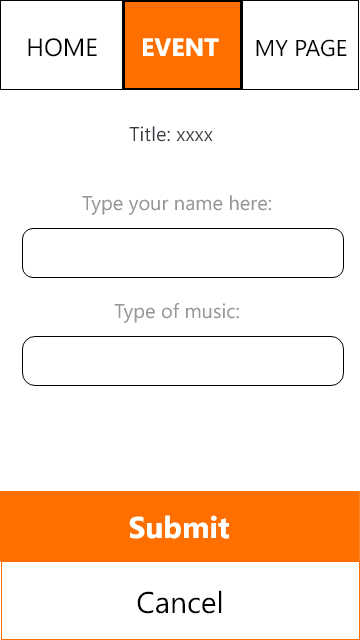 HOME EVENT MY PAGE
Title: xxxx
Type your name here:
Type of music:
Submit
Cancel